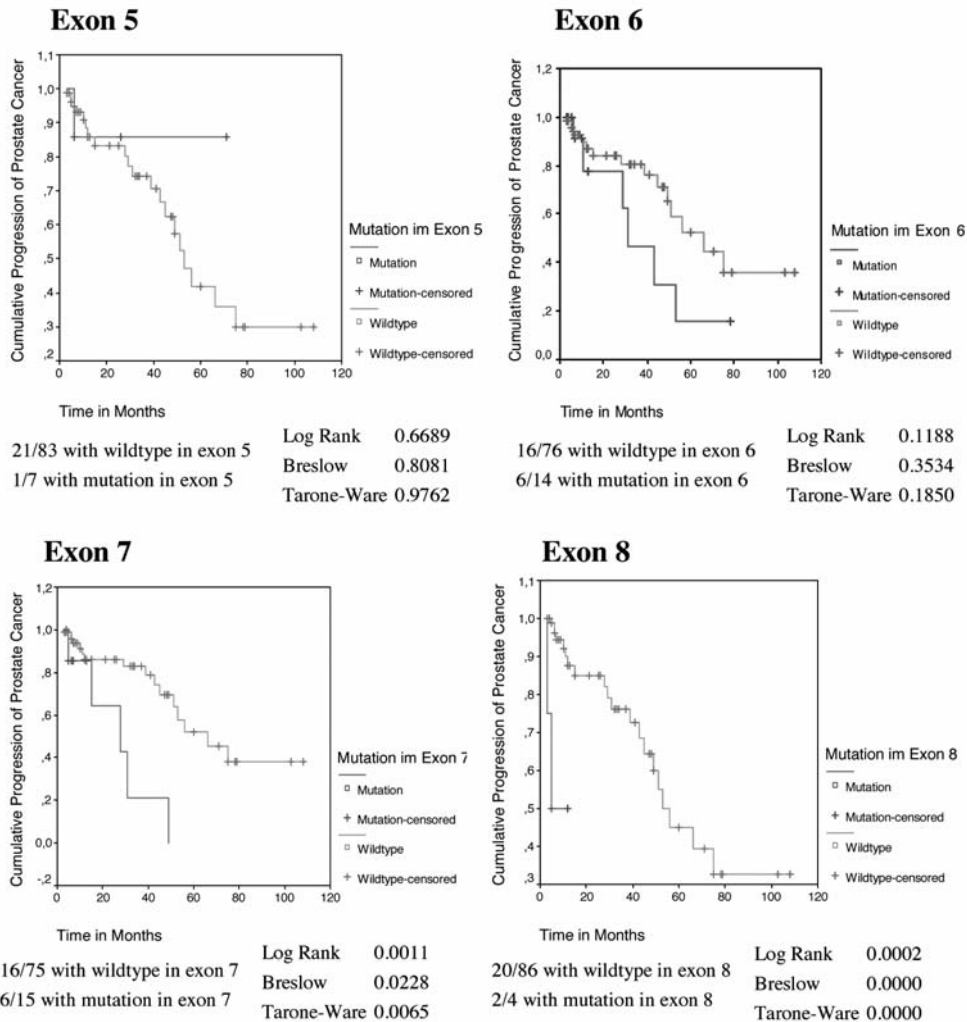 Exon 5
Cumulative Progression of Prostate Cancer
1,1
1,0
,9
,8
,7
,6
,5
,4
,3
,2
0 20 40 60 80 100 120
Time in Months
Mutation im Exon 5
Mutation
Mutation-censored
Wildtype
Wildtype-censored
21/83 with wildtype in exon 5
1/7 with mutation in exon 5
Log Rank 0.6689
Breslow 0.8081
Tarone-Ware 0.9762
Exon 6
Cumulative Progression of Prostate Cancer
1,2
1,0
,8
,6
,4
,2
0,0
0 20 40 60 80 100 120
Time in Months
Mutation im Exon 6
Mutation
Mutation-censored
Wildtype
Wildtype-censored
16/76 with wildtype in exon 6
6/14 with mutation in exon 6
Log Rank 0.1188
Breslow 0.3534
Tarone-Ware 0.1850
Exon 7
Cumulative Progression of Prostate Cancer
1,2
1,0
,8
,6
,4
,2
0,0
-,2
0 20 40 60 80 100 120
Time in Months
Mutation im Exon 7
Mutation
Mutation-censored
Wildtype
Wildtype-censored
16/75 with wildtype in exon 7
6/15 with mutation in exon 7
Log Rank 0.0011
Breslow 0.0228
Tarone-Ware 0.0065
Exon 8
Cumulative Progression of Prostate Cancer
1,1
1,0
,9
,8
,7
,6
,5
,4
,3
0 20 40 60 80 100 120
Time in Months
Mutation im Exon 8
Mutation
Mutation-censored
Wildtype
Wildtype-censored
20/86 with wildtype in exon 8
2/4 with mutation in exon 8
Log Rank 0.0002
Breslow 0.0000
Tarone-Ware 0.0000